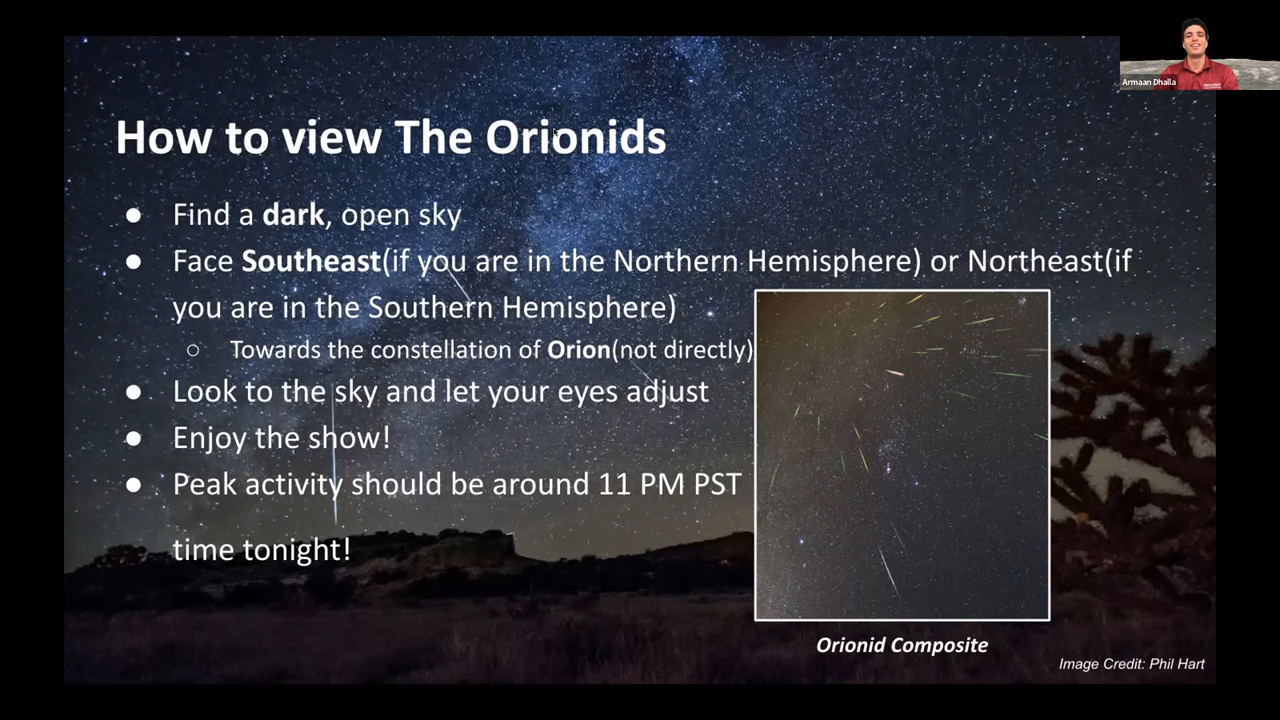 Armaan Dhalla
How to view The Orionids
● Find a dark, open sky
● Face Southeast(if you are in the Northern Hemisphere) or Northeast(if
you are in the Southern Hemisphere)
○ Towards the constellation of Orion(not directly)
● Look to the sky and let your eyes adjust
● Enjoy the show!
● Peak activity should be around 11 PM PST
time tonight!
Orionid Composite
Image Credit: Phil Hart